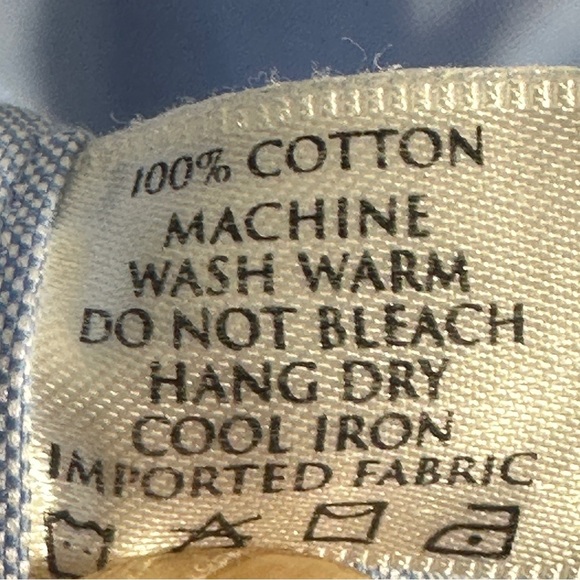 100% COTTON
MACHINE
WASH WARM
DO NOT BLEACH
HANG DRY
COOL IRON
IMPORTED FABRIC